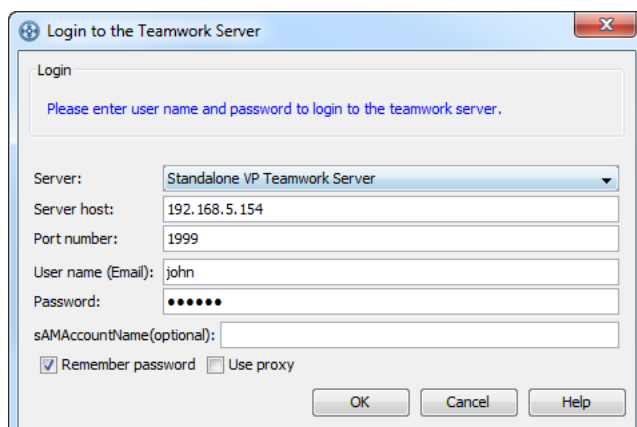 Login to the Teamwork Server
Login
Please enter user name and password to login to the teamwork server.
Server: Standalone VP Teamwork Server
Server host: 192.168.5.154
Port number: 1999
User name (Email): john
Password: ●●●●●●
sAMAccountName(optional):
Remember password Use proxy
OK Cancel Help